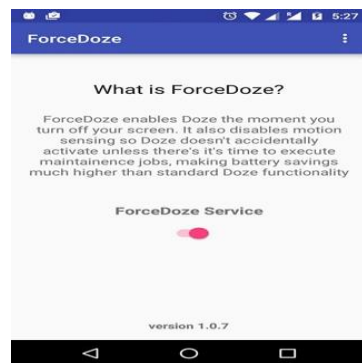 5:27
ForceDoze
What is ForceDoze?
ForceDoze enables Doze the moment you
turn off your screen. It also disables motion
sensing so Doze doesn't accidentally
activate unless there's it's time to execute
maintainence jobs, making battery savings
much higher than standard Doze functionality
ForceDoze Service
version 1.0.7